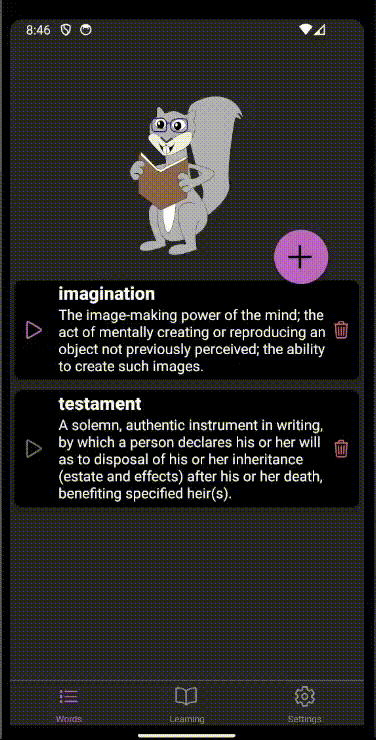 8:46
imagination
The image-making power of the mind; the
act of mentally creating or reproducing an
object not previously perceived; the ability
to create such images.
testament
A solemn, authentic instrument in writing,
by which a person declares his or her will
as to disposal of his or her inheritance
(estate and effects) after his or her death,
benefiting specified heir(s).
Words Learning Settings